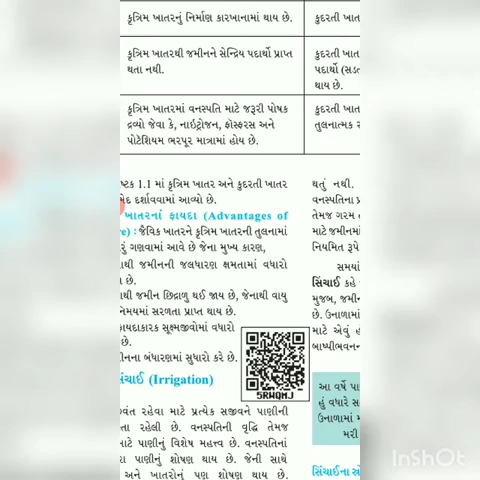 કૃત્રિમ ખાતરનું નિર્માણ કારખાનામાં થાય છે.
કૃત્રિમ ખાતરથી જમીનને સેન્દ્રિય પદાર્થો પ્રાપ્ત
થતા નથી.
કૃત્રિમ ખાતરમાં વનસ્પતિ માટે જરૂરી પોષક
દ્રવ્યો જેવા કે, નાઇટ્રોજન, ફૉસ્ફરસ અને
પોટેશિયમ ભરપૂર માત્રામાં હોય છે.
કુદરતી ખાત
કુદરતી ખાત
પદાર્થો (સડત
થાય છે.
કુદરતી ખાત
તુલનાત્મક
ષ્ટક 1.1 માં કૃત્રિમ ખાતર અને કુદરતી ખાતર
દર્શાવવામાં આવ્યો છે.
ખાતરનાં ફાયદા (Advantages of
: જૈવિક ખાતરને કૃત્રિમ ખાતરની તુલનામાં
ગણવામાં આવે છે જેના મુખ્ય કારણ,
થી જમીનની જલધારણ ક્ષમતામાં વધારો
છે.
થી જમીન છિદ્રાળુ થઈ જાય છે, જેનાથી વાયુ
નિમયમાં સરળતા પ્રાપ્ત થાય છે.
ફાયદાકારક સૂક્ષ્મજીવોમાં વધારો
છે.
મીનના બંધારણમાં સુધારો કરે છે.
5RWQMJ
સિંચાઈ (Irrigation)
વંત રહેવા માટે પ્રત્યેક સજીવને પાણીની
તા રહેલી છે. વનસ્પતિની વૃદ્ધિ તેમજ
માટે પાણીનું વિશેષ મહત્ત્વ છે. વનસ્પતિનાં
રા પાણીનું શોષણ થાય છે. જેની સાથે
અને ખાતરોનું પણ શોષણ થાય છે.
થતું નથી.
વનસ્પતિના પ્ર
તેમજ ગરમ
માટે જમીનમાં
નિયમિત રૂપે
સમયાં
સિંચાઈ કહે
મુજબ, જમીન
છે. ઉનાળામાં
માટે એવું
બાષ્પીભવનન
આ વર્ષે પા
હું વધારે સ
ઉનાળામાં
મરી
સિંચાઈના સ્રો
InShOt